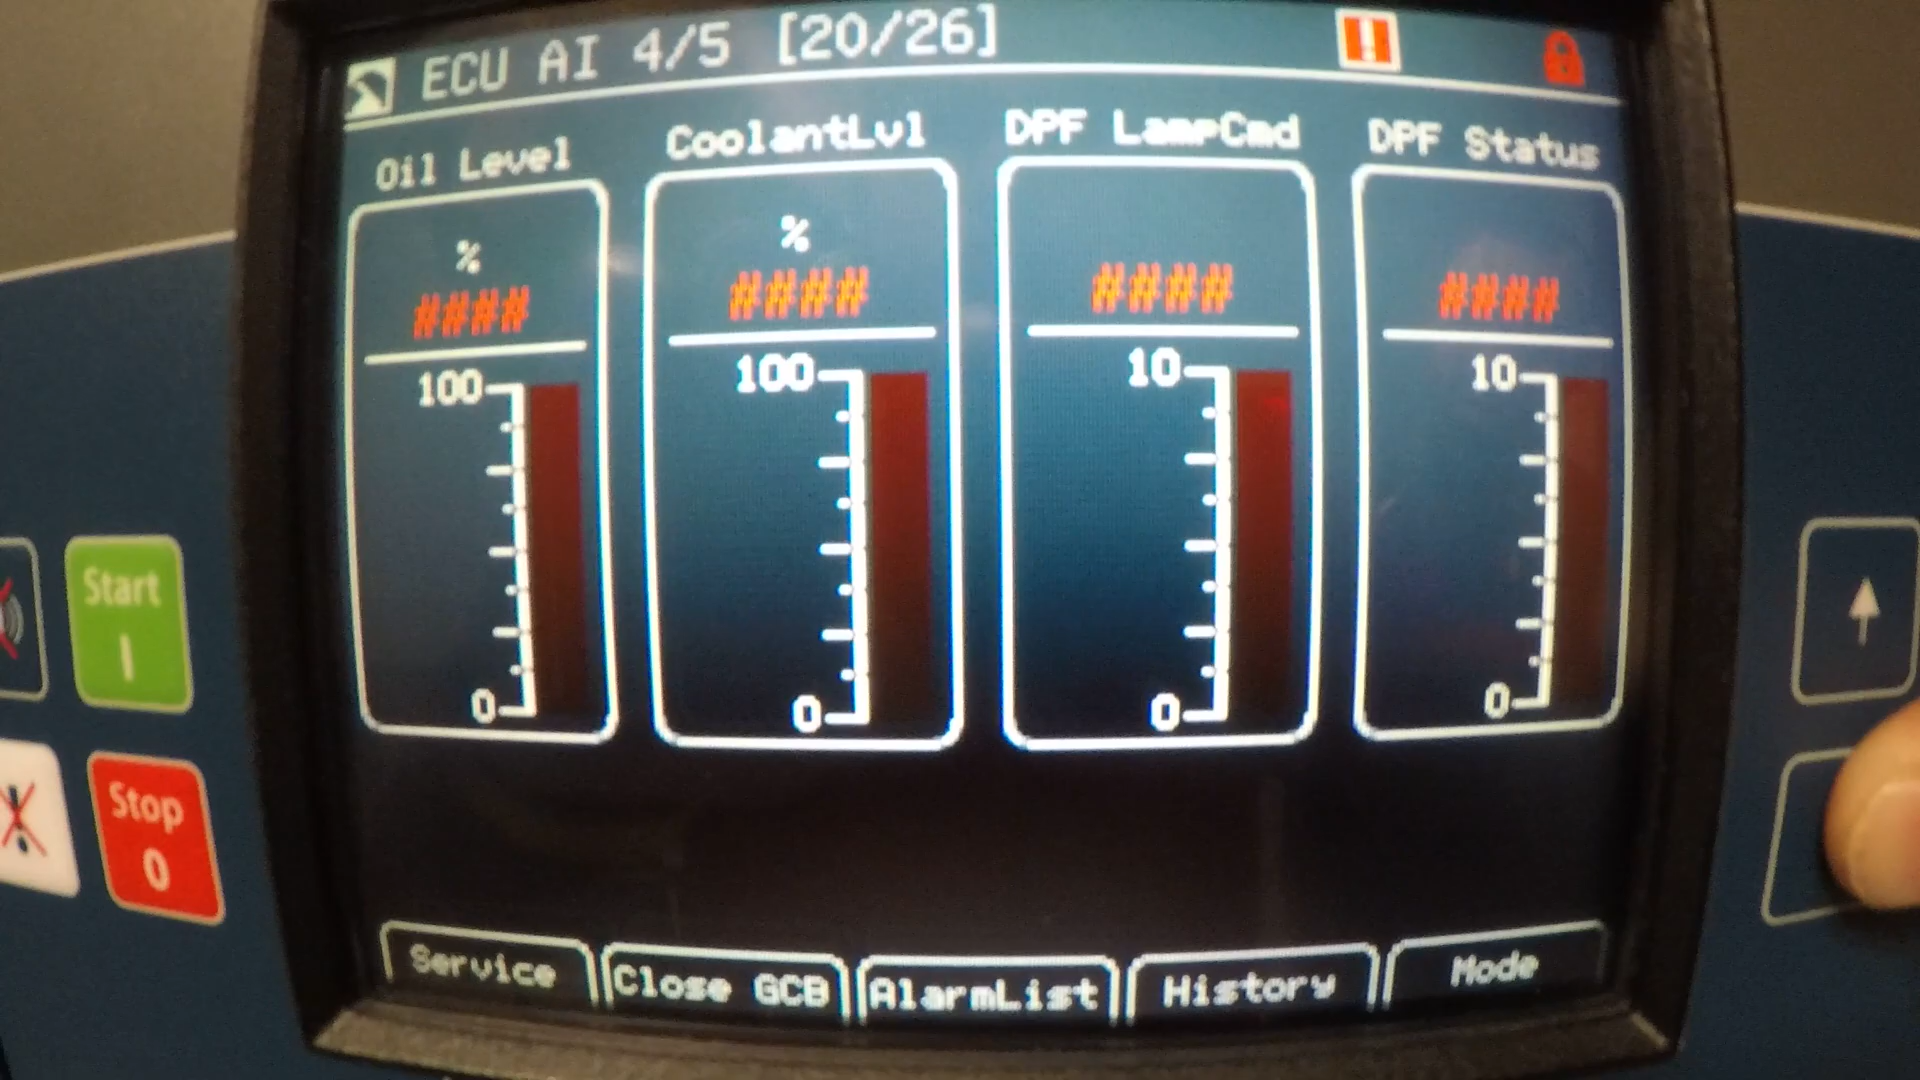 ECU AI 4/5 [20/26]
Oil Level
CoolantLvl
DPF LampCmd
DPF Status
%
####
%
####
####
####
100
0
100
0
10
0
10
0
Start
I
Stop
0
Service
Close GCB
AlarmList
History
Mode